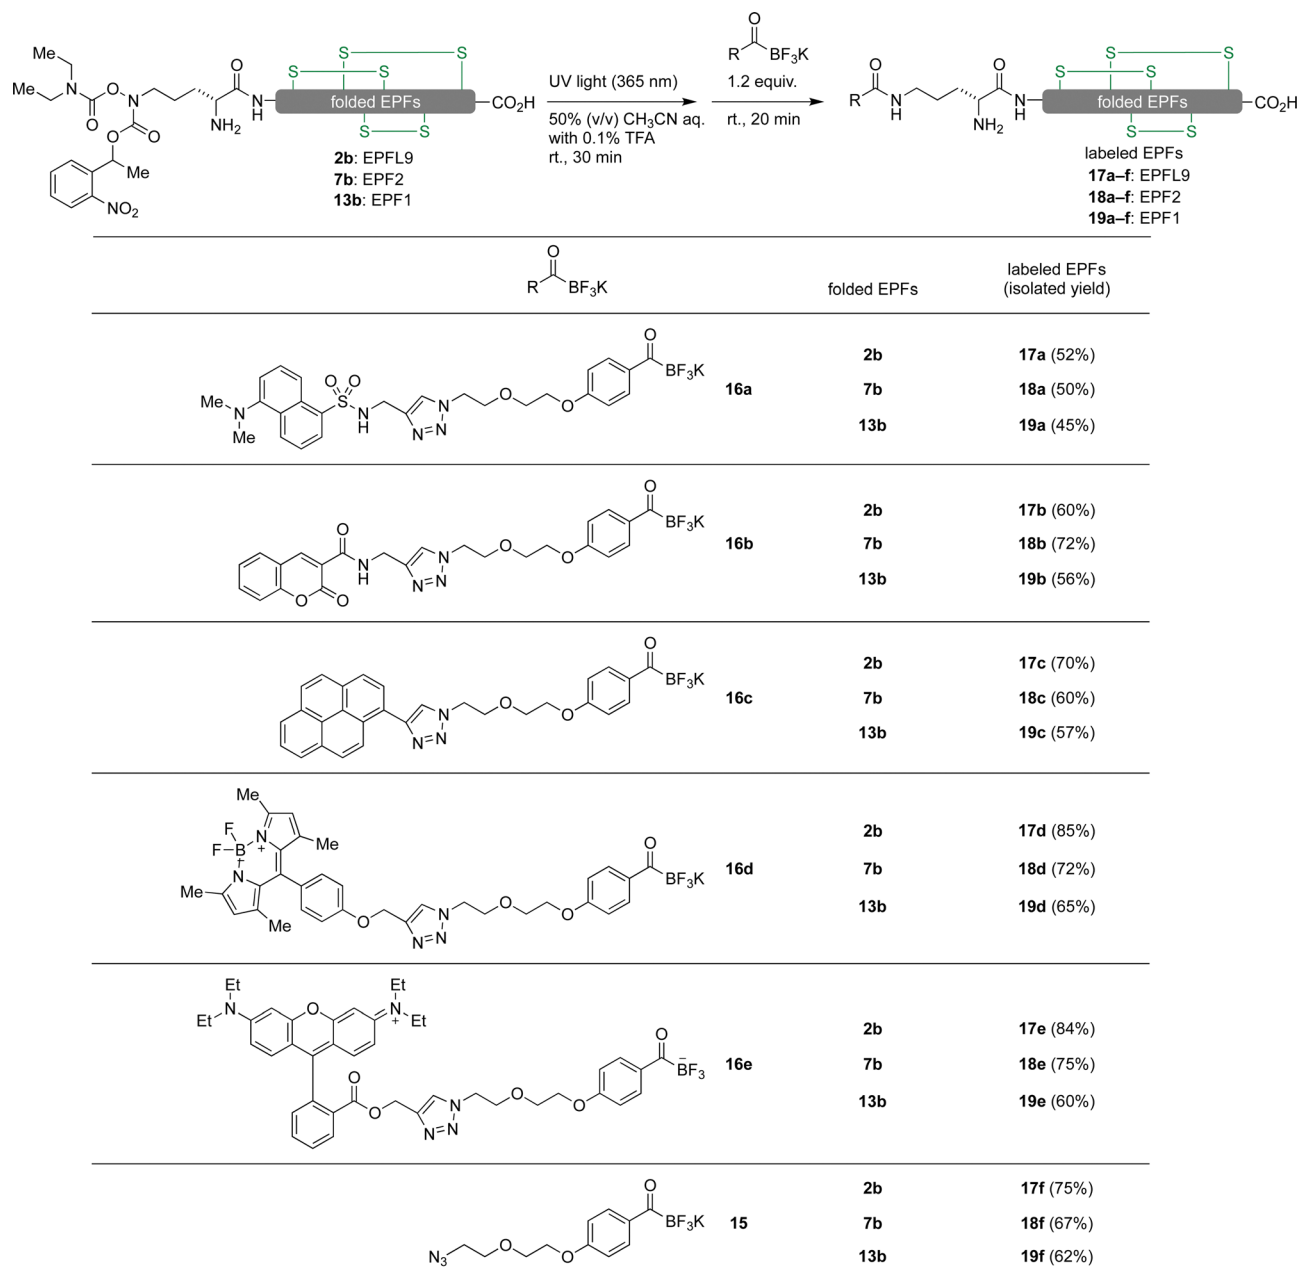 Me
N
O
N
Me
O
O
O
O
Me
NO2
O
N
H
NH2
S S
S S
folded EPFs
CO2H
S S
2b: EPFL9
7b: EPF2
13b: EPF1
UV light (365 nm)
50% (v/v) CH3CN aq.
with 0.1% TFA
rt., 30 min
O
R BF3K
1.2 equiv.
rt., 20 min
O
R N
H
O
N
H
NH2
S S
S S
folded EPFs
CO2H
S S
labeled EPFs
17a–f: EPFL9
18a–f: EPF2
19a–f: EPF1
O
R BF3K
folded EPFs
labeled EPFs
(isolated yield)
Me
N
Me
O O
S
N
H
N
N=N
O
O
O
BF3K
16a
2b 17a (52%)
7b 18a (50%)
13b 19a (45%)
O
N
H
O O
N
N=N
O
O
O
BF3K
16b
2b 17b (60%)
7b 18b (72%)
13b 19b (56%)
N
N=N
O
O
O
BF3K
16c
2b 17c (70%)
7b 18c (60%)
13b 19c (57%)
Me
F
F B N +
Me
N
Me
Me
O
N
N=N
O
O
O
BF3K
16d
2b 17d (85%)
7b 18d (72%)
13b 19d (65%)
Et Et
N O N
Et + Et
O
O
N
N=N
O
O
O
BF3
–
16e
2b 17e (84%)
7b 18e (75%)
13b 19e (60%)
N3
O
O
O
BF3K
15
2b 17f (75%)
7b 18f (67%)
13b 19f (62%)